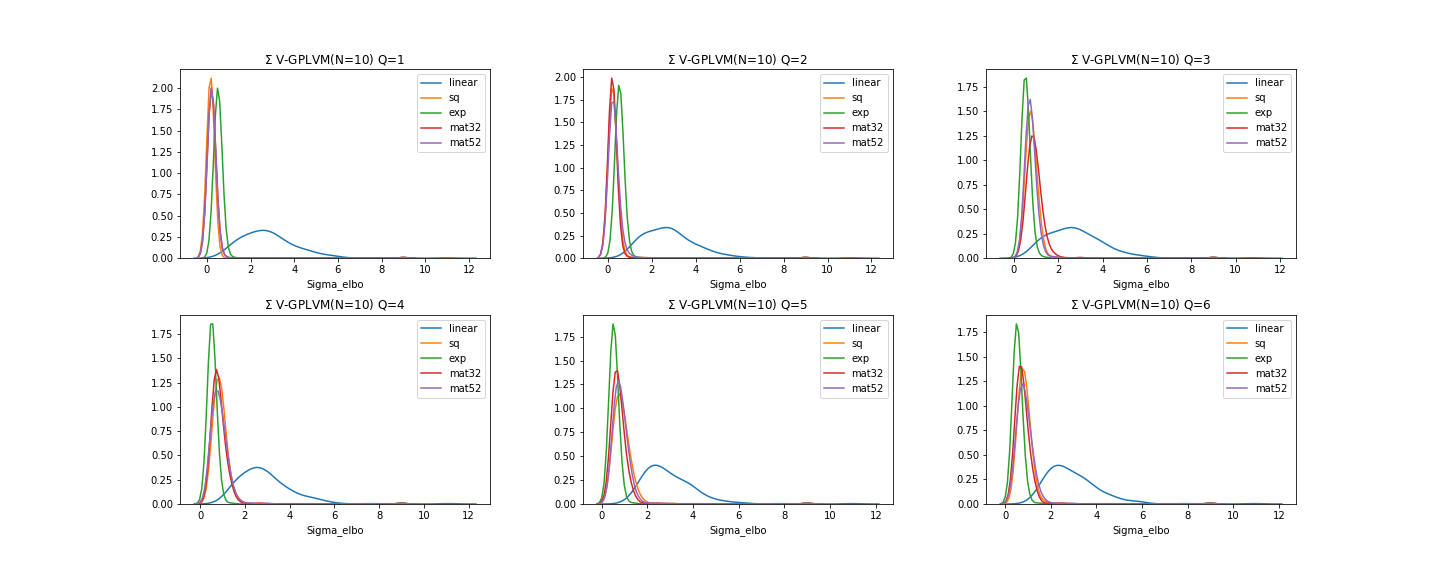 Σ V-GPLVM(N=10) Q=1
2.00
1.75
1.50
1.25
1.00
0.75
0.50
0.25
0.00
0 2 4 6 8 10 12
Sigma_elbo
linear
sq
exp
mat32
mat52
Σ V-GPLVM(N=10) Q=2
2.00
1.75
1.50
1.25
1.00
0.75
0.50
0.25
0.00
0 2 4 6 8 10 12
Sigma_elbo
linear
sq
exp
mat32
mat52
Σ V-GPLVM(N=10) Q=3
1.75
1.50
1.25
1.00
0.75
0.50
0.25
0.00
0 2 4 6 8 10 12
Sigma_elbo
linear
sq
exp
mat32
mat52
Σ V-GPLVM(N=10) Q=4
1.75
1.50
1.25
1.00
0.75
0.50
0.25
0.00
0 2 4 6 8 10 12
Sigma_elbo
linear
sq
exp
mat32
mat52
Σ V-GPLVM(N=10) Q=5
1.75
1.50
1.25
1.00
0.75
0.50
0.25
0.00
0 2 4 6 8 10 12
Sigma_elbo
linear
sq
exp
mat32
mat52
Σ V-GPLVM(N=10) Q=6
1.75
1.50
1.25
1.00
0.75
0.50
0.25
0.00
0 2 4 6 8 10 12
Sigma_elbo
linear
sq
exp
mat32
mat52